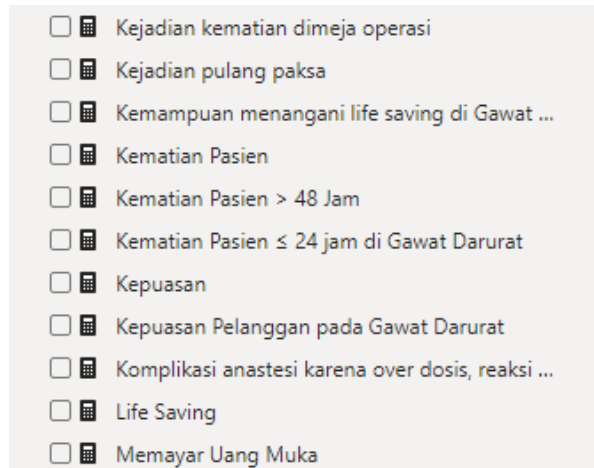 Kejadian kematian dimeja operasi
Kejadian pulang paksa
Kemampuan menangani life saving di Gawat ...
Kematian Pasien
Kematian Pasien > 48 Jam
Kematian Pasien ≤ 24 jam di Gawat Darurat
Kepuasan
Kepuasan Pelanggan pada Gawat Darurat
Komplikasi anastesi karena over dosis, reaksi ...
Life Saving
Memayar Uang Muka